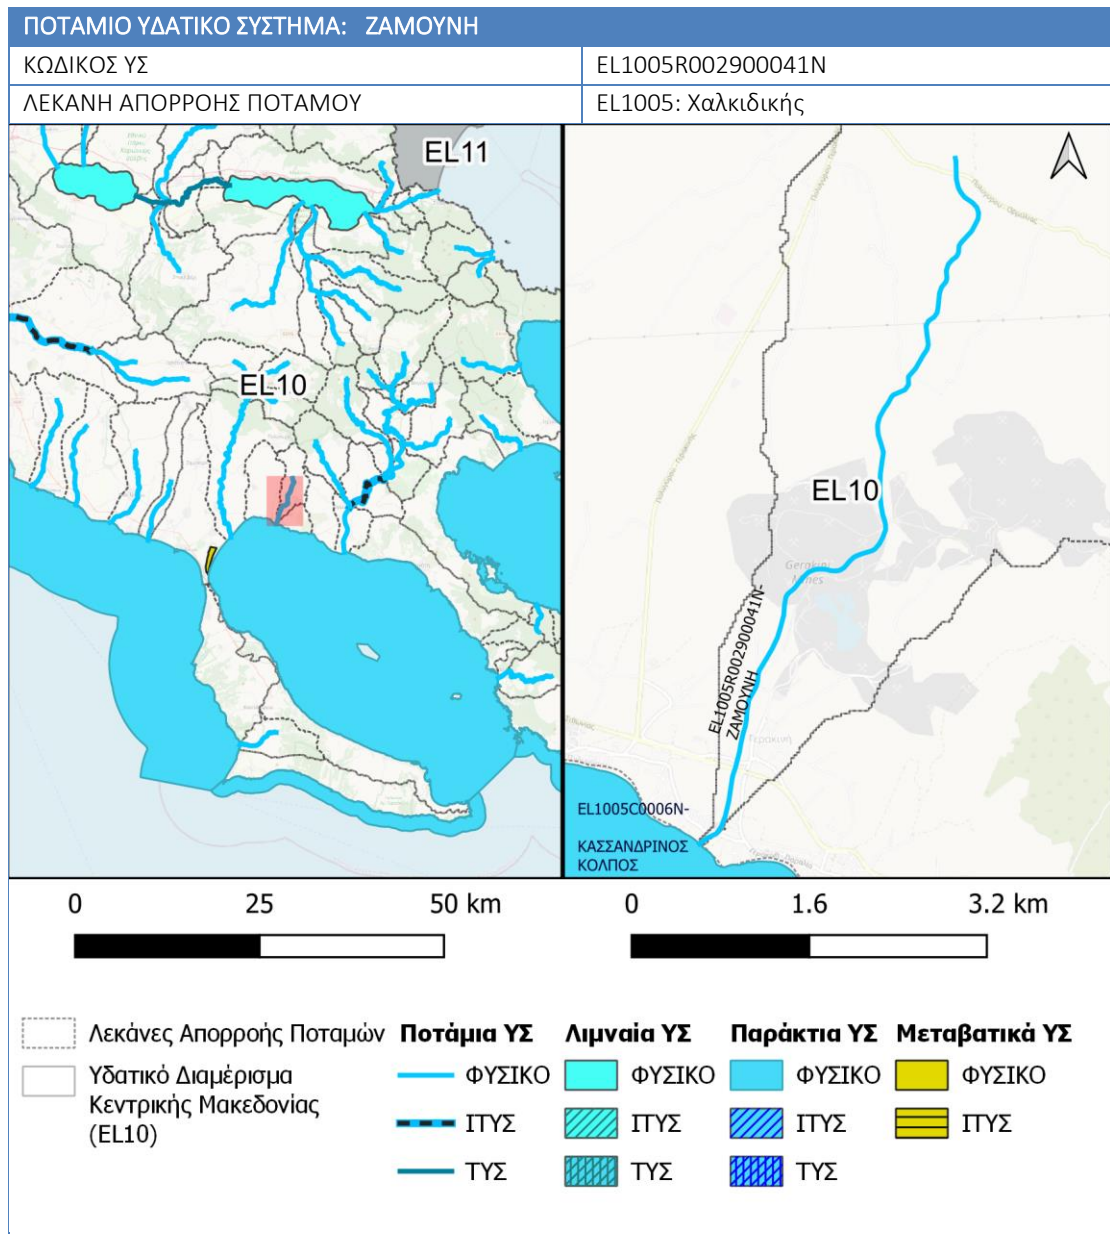 ΠΟΤΑΜΙΟ ΥΔΑΤΙΚΟ ΣΥΣΤΗΜΑ: ΖΑΜΟΥΝΗ
ΚΩΔΙΚΟΣ ΥΣ EL1005R002900041N
ΛΕΚΑΝΗ ΑΠΟΡΡΟΗΣ ΠΟΤΑΜΟΥ EL1005: Χαλκιδικής
EL11
EL10
EL10
Gerakini
Mines
EL1005R002900041N-
ΖΑΜΟΥΝΗ
Γερακινή
EL1005C0006N-
ΚΑΣΣΑΝΔΡΙΝΟΣ
ΚΟΛΠΟΣ
0 25 50 km
0 1.6 3.2 km
Λεκάνες Απορροής Ποταμών
Υδατικό Διαμέρισμα
Κεντρικής Μακεδονίας
(EL10)
Ποτάμια ΥΣ
ΦΥΣΙΚΟ
ΙΤΥΣ
ΤΥΣ
Λιμναία ΥΣ
ΦΥΣΙΚΟ
ΙΤΥΣ
ΤΥΣ
Παράκτια ΥΣ
ΦΥΣΙΚΟ
ΙΤΥΣ
ΤΥΣ
Μεταβατικά ΥΣ
ΦΥΣΙΚΟ
ΙΤΥΣ